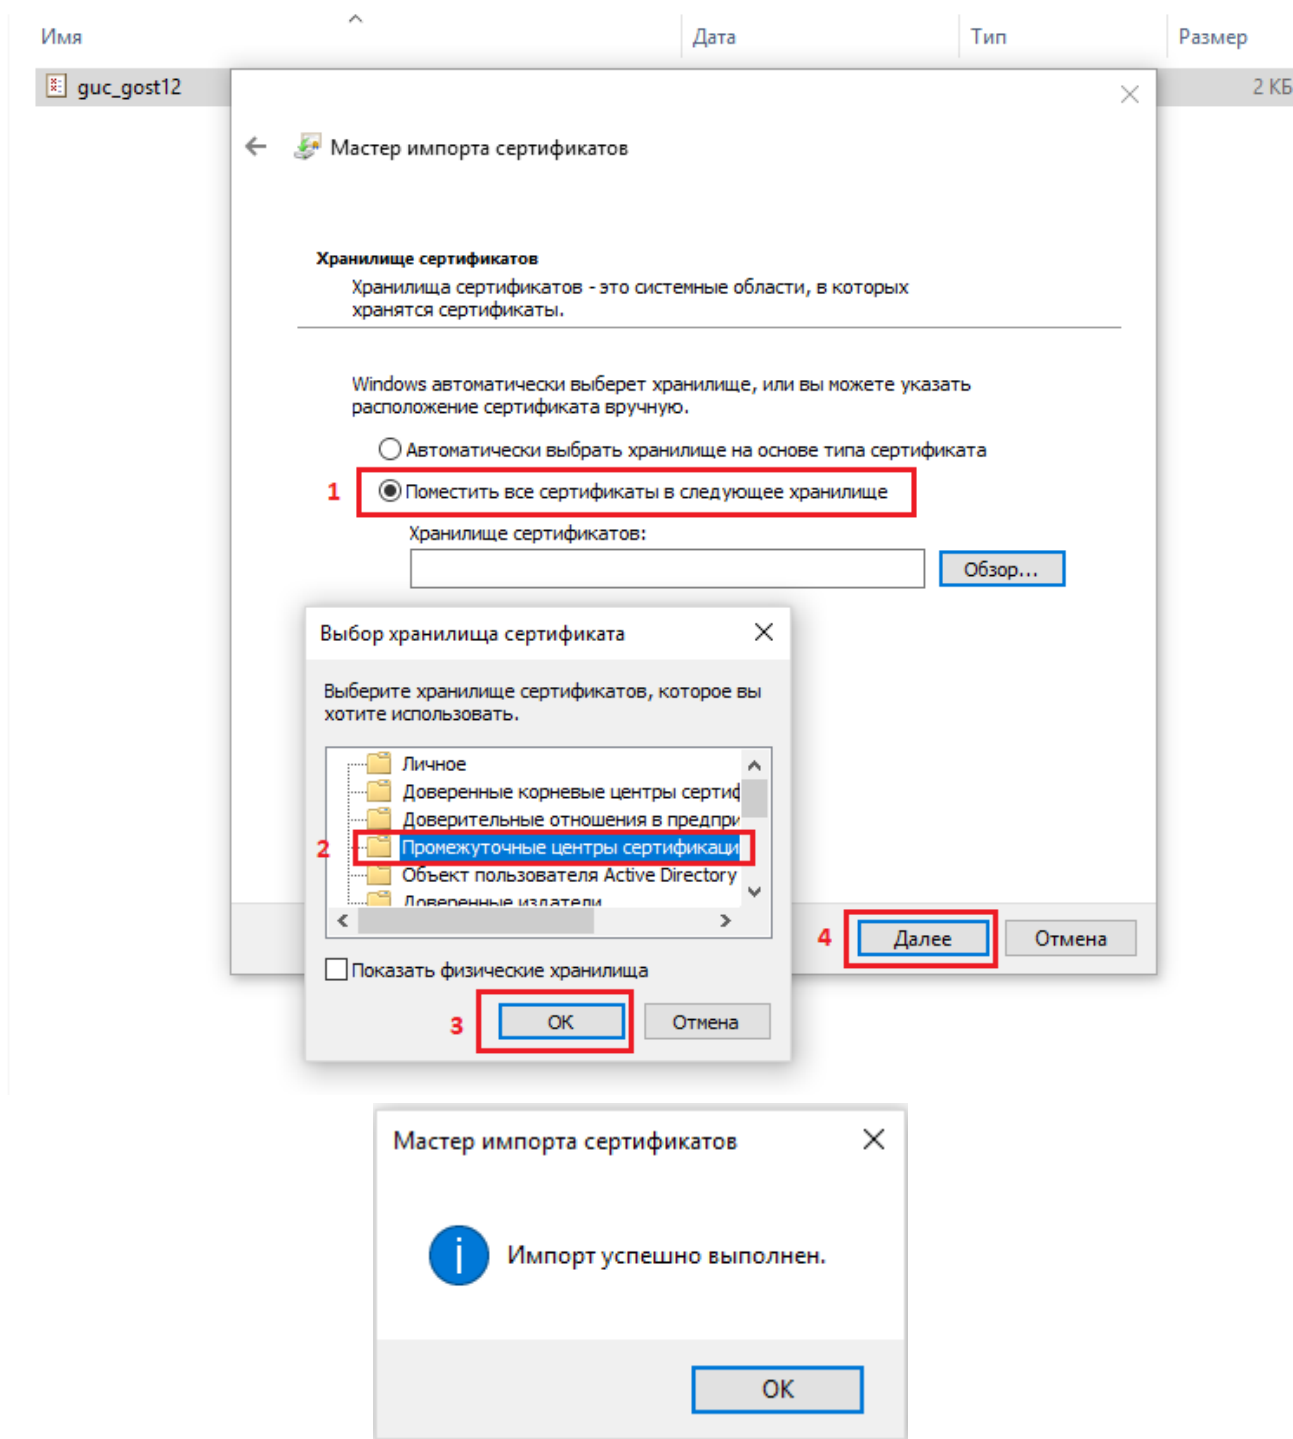 Имя Дата Тип Размер
guc_gost12 2 КБ
Мастер импорта сертификатов
Хранилище сертификатов
Хранилища сертификатов - это системные области, в которых
хранятся сертификаты.
Windows автоматически выберет хранилище, или вы можете указать
расположение сертификата вручную.
Автоматически выбрать хранилище на основе типа сертификата
1 Поместить все сертификаты в следующее хранилище
Хранилище сертификатов:
Обзор...
Выбор хранилища сертификата
Выберите хранилище сертификатов, которое вы
хотите использовать.
Личное
Доверенные корневые центры сертиф
Доверительные отношения в предпри
2 Промежуточные центры сертификаци
Объект пользователя Active Directory
Доверенные издатели
4 Далее Отмена
Показать физические хранилища
3 ОК Отмена
Мастер импорта сертификатов
Импорт успешно выполнен.
ОК